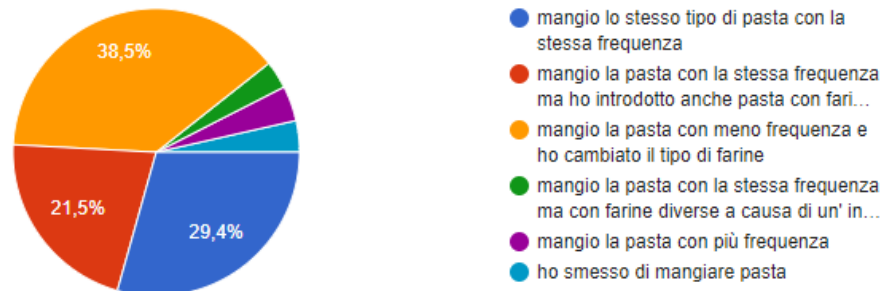 38,5%
21,5%
29,4%
mangio lo stesso tipo di pasta con la
stessa frequenza
mangio la pasta con la stessa frequenza
ma ho introdotto anche pasta con fari...
mangio la pasta con meno frequenza e
ho cambiato il tipo di farine
mangio la pasta con la stessa frequenza
ma con farine diverse a causa di un' in...
mangio la pasta con più frequenza
ho smesso di mangiare pasta